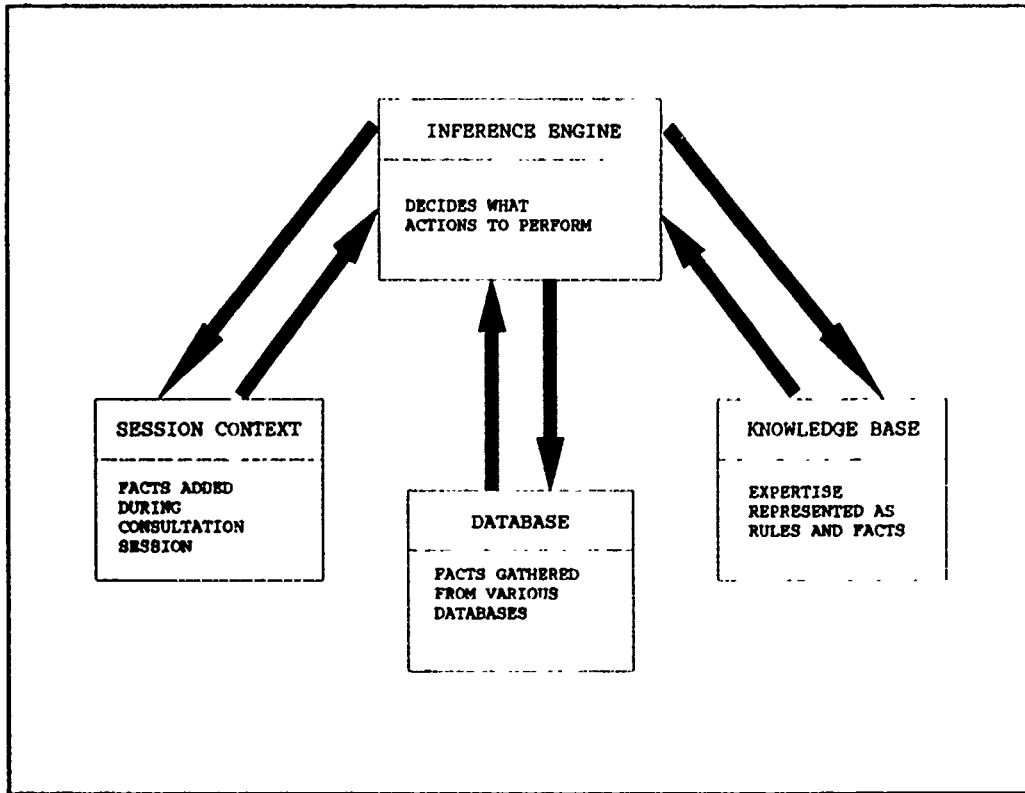 INFERENCE ENGINE
DECIDES WHAT
ACTIONS TO PERFORM
SESSION CONTEXT
FACTS ADDED
DURING
CONSULTATION
SESSION
DATABASE
FACTS GATHERED
FROM VARIOUS
DATABASES
KNOWLEDGE BASE
EXPERTISE
REPRESENTED AS
RULES AND FACTS